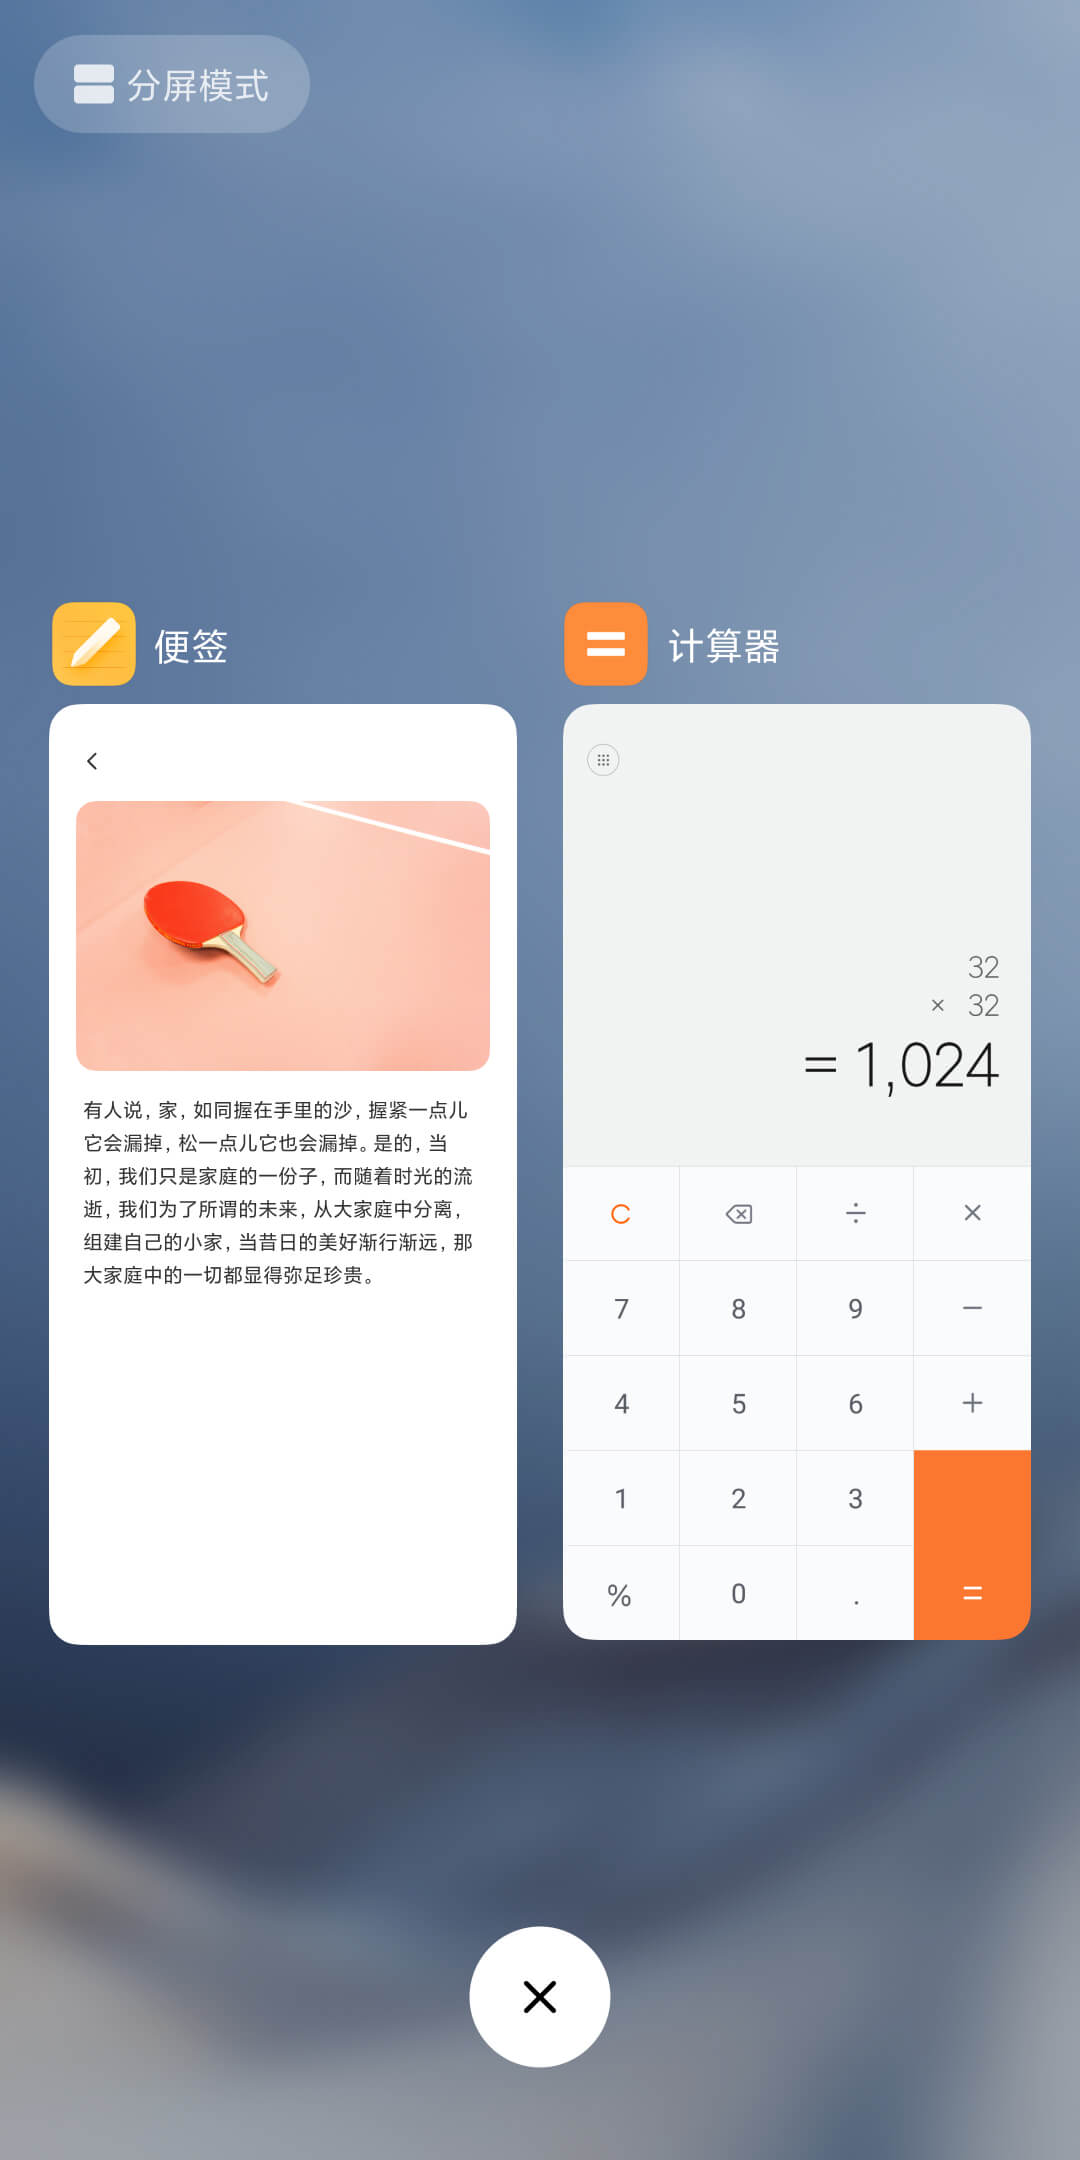 分屏模式
便签
有人说,家,如同握在手里的沙,握紧一点儿
它会漏掉,松一点儿它也会漏掉。是的,当
初,我们只是家庭的一份子,而随着时光的流
逝,我们为了所谓的未来,从大家庭中分离,
组建自己的小家,当昔日的美好渐行渐远,那
大家庭中的一切都显得弥足珍贵。
计算器
32
× 32
= 1,024
C ÷ ×
7 8 9 −
4 5 6 +
1 2 3
% 0 . =